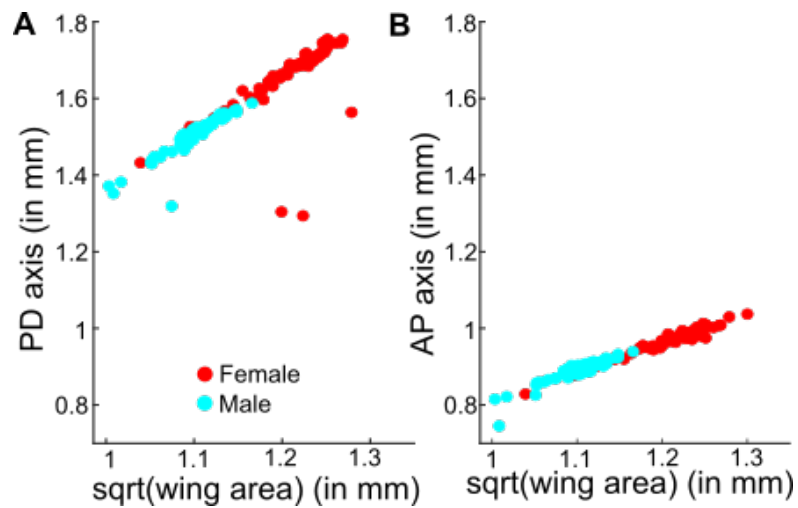 A
PD axis (in mm)
1.8
1.6
1.4
1.2
1
0.8
Female
Male
1 1.1 1.2 1.3
sqrt(wing area) (in mm)
B
AP axis (in mm)
1.8
1.6
1.4
1.2
1
0.8
1 1.1 1.2 1.3
sqrt(wing area) (in mm)